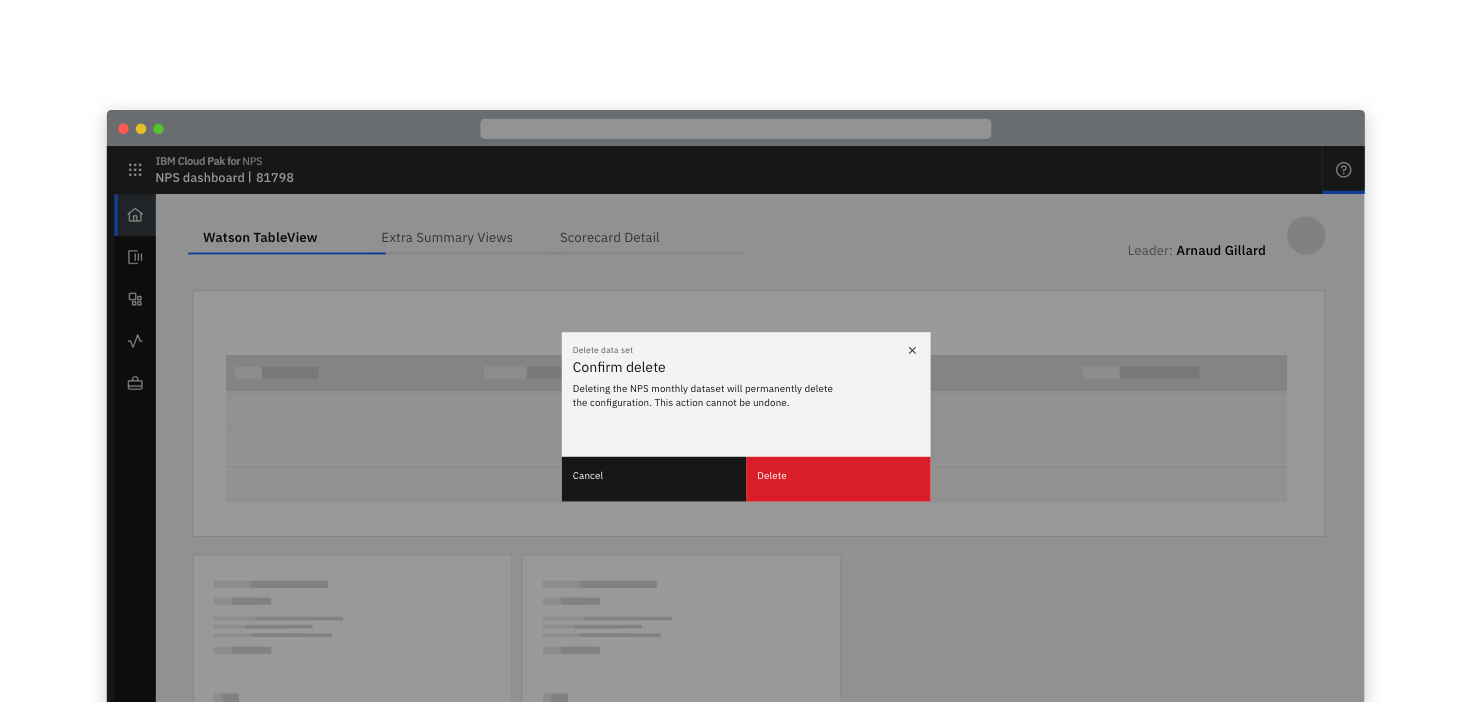 IBM Cloud Pak for NPS
NPS dashboard | 81798
Watson TableView
Extra Summary Views
Scorecard Detail
Leader: Arnaud Gillard
Delete data set
Confirm delete
Deleting the NPS monthly dataset will permanently delete
the configuration. This action cannot be undone.
Cancel
Delete